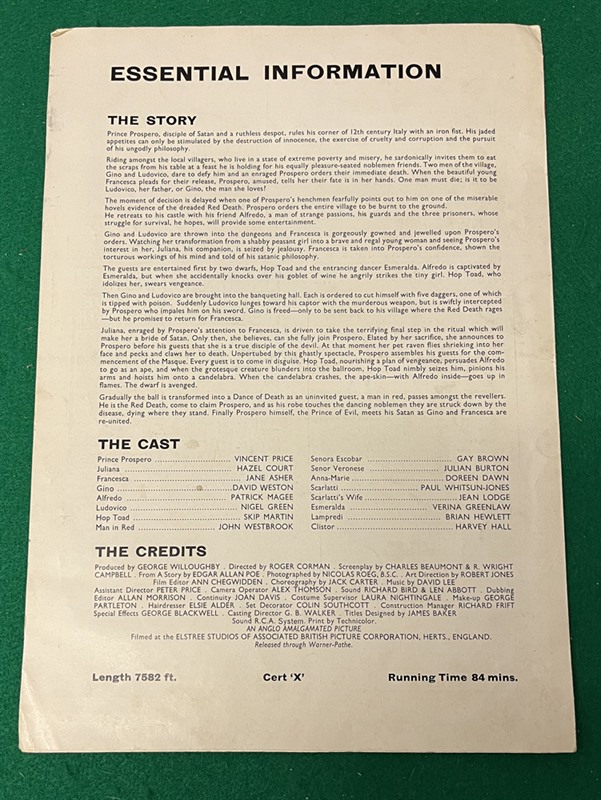 ESSENTIAL INFORMATION
THE STORY
Prince Prospero, disciple of Satan and a ruthless despot, rules his corner of 12th century Italy with an iron fist. His jaded
appetites can only be stimulated by the destruction of innocence, the exercise of cruelty and corruption and the pursuit
of his ungodly philosophy.
Riding amongst the local villagers, who live in a state of extreme poverty and misery, he sardonically invites them to eat
the scraps from his table at a feast he is holding for his equally pleasure-seated noblemen friends. Two men of the village,
Gino and Ludovico, dare to defy him and an enraged Prospero orders their immediate death. When the beautiful young
Francesca pleads for their release, Prospero, amused, tells her their fate is in her hands. One man must die; is it to be
Ludovico, her father, or Gino, the man she loves?
The moment of decision is delayed when one of Prospero's henchmen fearfully points out to him on one of the miserable
hovels evidence of the dreaded Red Death. Prospero orders the entire village to be burnt to the ground.
He retreats to his castle with his friend Alfredo, a man of strange passions, his guards and the three prisoners, whose
struggle for survival, he hopes, will provide some entertainment.
Gino and Ludovico are thrown into the dungeons and Francesca is gorgeously gowned and jewelled upon Prospero's
orders. Watching her transformation from a shabby peasant girl into a brave and regal young woman and seeing Prospero's
interest in her, Juliana, his companion, is seized by jealousy. Francesca is taken into Prospero's confidence, shown the
torturous workings of his mind and told of his satanic philosophy.
The guests are entertained first by two dwarfs, Hop Toad and the entrancing dancer Esmeralda. Alfredo is captivated by
Esmeralda, but when she accidentally knocks over his goblet of wine he angrily strikes the tiny girl. Hop Toad, who
idolizes her, swears vengeance.
Then Gino and Ludovico are brought into the banqueting hall. Each is ordered to cut himself with five daggers, one of which
is tipped with poison. Suddenly Ludovico lunges toward his captor with the murderous weapon, but is swiftly intercepted
by Prospero who impales him on his sword. Gino is freed—only to be sent back to his village where the Red Death rages
—but he promises to return for Francesca.
Juliana, enraged by Prospero's attention to Francesca, is driven to take the terrifying final step in the ritual which will
make her a bride of Satan. Only then, she believes, can she fully join Prospero. Elated by her sacrifice, she announces to
Prospero before his guests that she is a true disciple of the devil. At that moment her pet raven flies shrieking into her
face and pecks and claws her to death. Unperturbed by this ghastly spectacle, Prospero assembles his guests for the com-
mencement of the Masque. Every guest is to come in disguise. Hop Toad, nourishing a plan of vengeance, persuades Alfredo
to go as an ape, and when the grotesque creature blunders into the ballroom, Hop Toad nimbly seizes him, pinions his
arms and hoists him onto a candelabra. When the candelabra crashes, the ape-skin—with Alfredo inside—goes up in
flames. The dwarf is avenged.
Gradually the ball is transformed into a Dance of Death as an uninvited guest, a man in red, passes amongst the revellers.
He is the Red Death, come to claim Prospero, and as his robe touches the dancing noblemen they are struck down by the
disease, dying where they stand. Finally Prospero himself, the Prince of Evil, meets his Satan as Gino and Francesca are
re-united.
THE CAST
Prince Prospero ........ VINCENT PRICE
Juliana ........ HAZEL COURT
Francesca ........ JANE ASHER
Gino ........ DAVID WESTON
Alfredo ........ PATRICK MAGEE
Ludovico ........ NIGEL GREEN
Hop Toad ........ SKIP MARTIN
Man in Red ........ JOHN WESTBROOK
Senora Escobar ........ GAY BROWN
Senor Veronese ........ JULIAN BURTON
Anna-Marie ........ DOREEN DAWN
Scarlatti ........ PAUL WHITSUN-JONES
Scarlatti's Wife ........ JEAN LODGE
Esmeralda ........ VERINA GREENLAW
Lampredi ........ BRIAN HEWLETT
Clistor ........ HARVEY HALL
THE CREDITS
Produced by GEORGE WILLOUGHBY . Directed by ROGER CORMAN . Screenplay by CHARLES BEAUMONT & R. WRIGHT
CAMPBELL . From A Story by EDGAR ALLAN POE . Photographed by NICOLAS ROEG, B.S.C. . Art Direction by ROBERT JONES
Film Editor ANN CHEGWIDDEN . Choreography by JACK CARTER . Music by DAVID LEE
Assistant Director PETER PRICE . Camera Operator ALEX THOMSON . Sound RICHARD BIRD & LEN ABBOTT . Dubbing
Editor ALLAN MORRISON . Continuity JOAN DAVIS . Costume Supervisor LAURA NIGHTINGALE . Make-up GEORGE
PARTLETON . Hairdresser ELSIE ALDER . Set Decorator COLIN SOUTHCOTT . Construction Manager RICHARD FRIFT
Special Effects GEORGE BLACKWELL . Casting Director G. B. WALKER . Titles Designed by JAMES BAKER
Sound R.C.A. System. Print by Technicolor.
AN ANGLO AMALGAMATED PICTURE
Filmed at the ELSTREE STUDIOS OF ASSOCIATED BRITISH PICTURE CORPORATION, HERTS., ENGLAND.
Released through Warner-Pathe.
Length 7582 ft. Cert 'X' Running Time 84 mins.